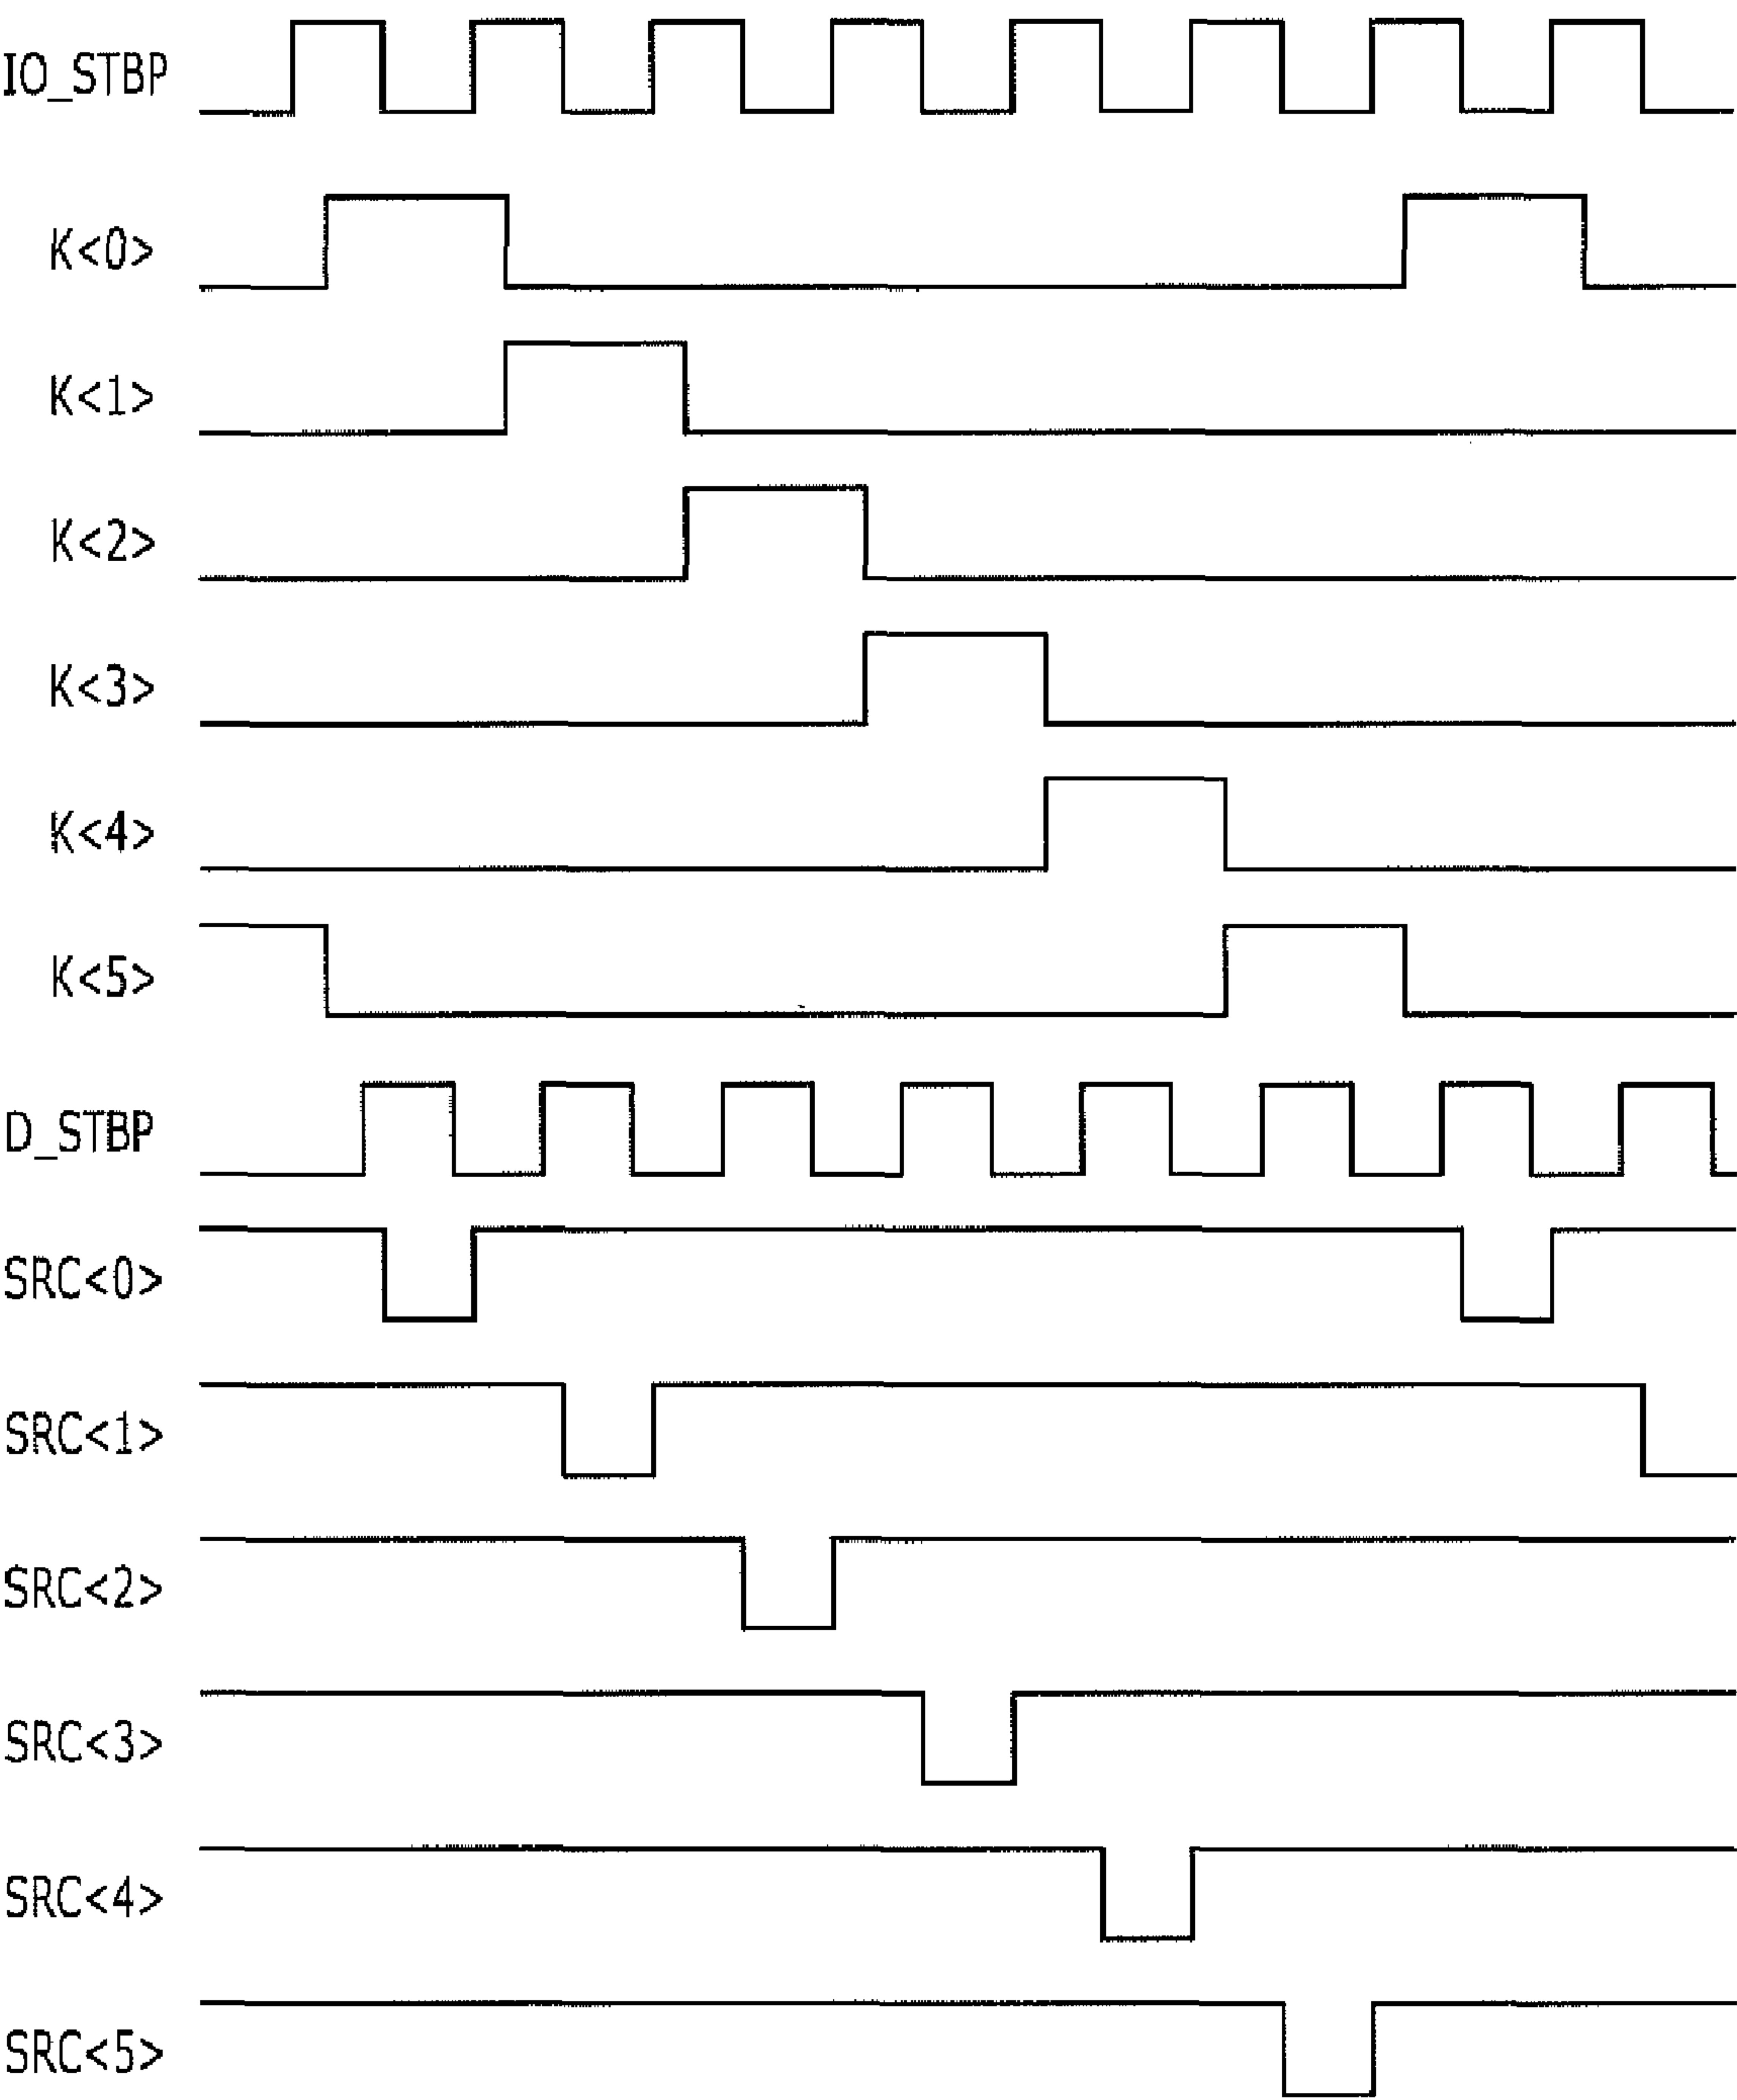 IO_STBP
K<0>
K<1>
K<2>
K<3>
K<4>
K<5>
D_STBP
SRC<0>
SRC<1>
SRC<2>
SRC<3>
SRC<4>
SRC<5>